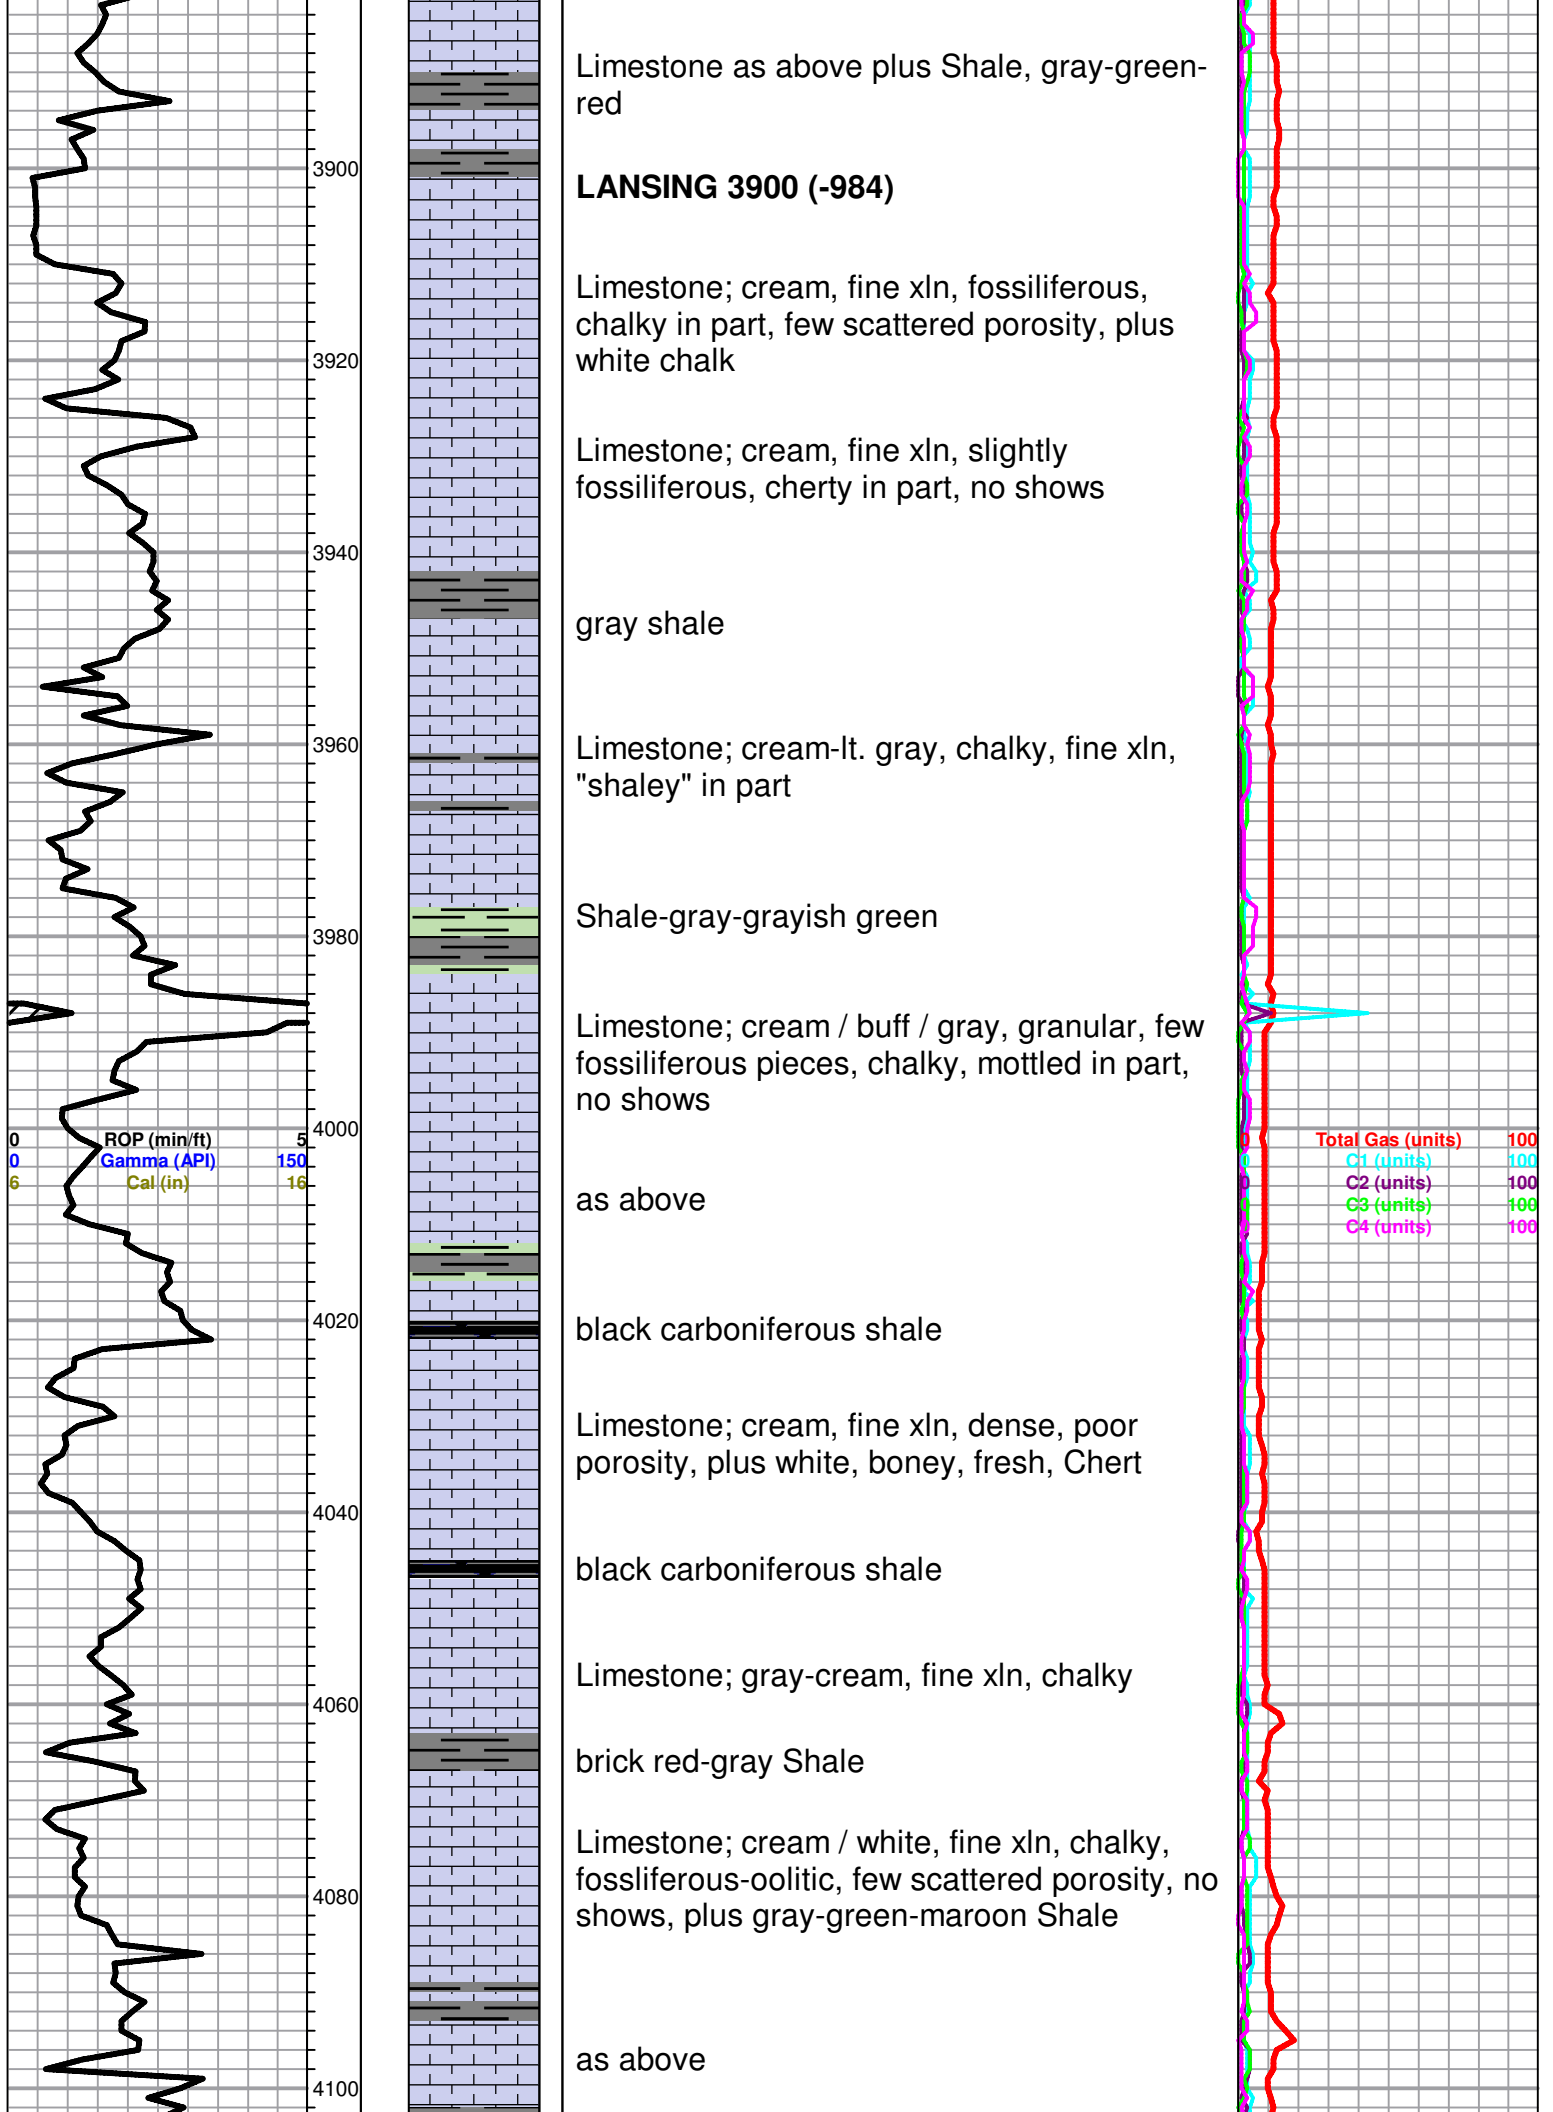 Limestone as above plus Shale, gray-green-
red
3900
LANSING 3900 (-984)
Limestone; cream, fine xln, fossiliferous,
chalky in part, few scattered porosity, plus
white chalk
3920
Limestone; cream, fine xln, slightly
fossiliferous, cherty in part, no shows
3940
gray shale
3960
Limestone; cream-lt. gray, chalky, fine xln,
"shaley" in part
Shale-gray-grayish green
3980
Limestone; cream / buff / gray, granular, few
fossiliferous pieces, chalky, mottled in part,
no shows
4000
0 ROP (min/ft) 5
0 Gamma (API) 150
6 Cal (in) 16
0 Total Gas (units) 100
0 C1 (units) 100
0 C2 (units) 100
0 C3 (units) 100
0 C4 (units) 100
as above
4020
black carboniferous shale
Limestone; cream, fine xln, dense, poor
porosity, plus white, boney, fresh, Chert
4040
black carboniferous shale
Limestone; gray-cream, fine xln, chalky
4060
brick red-gray Shale
Limestone; cream / white, fine xln, chalky,
fossliferous-oolitic, few scattered porosity, no
shows, plus gray-green-maroon Shale
4080
as above
4100